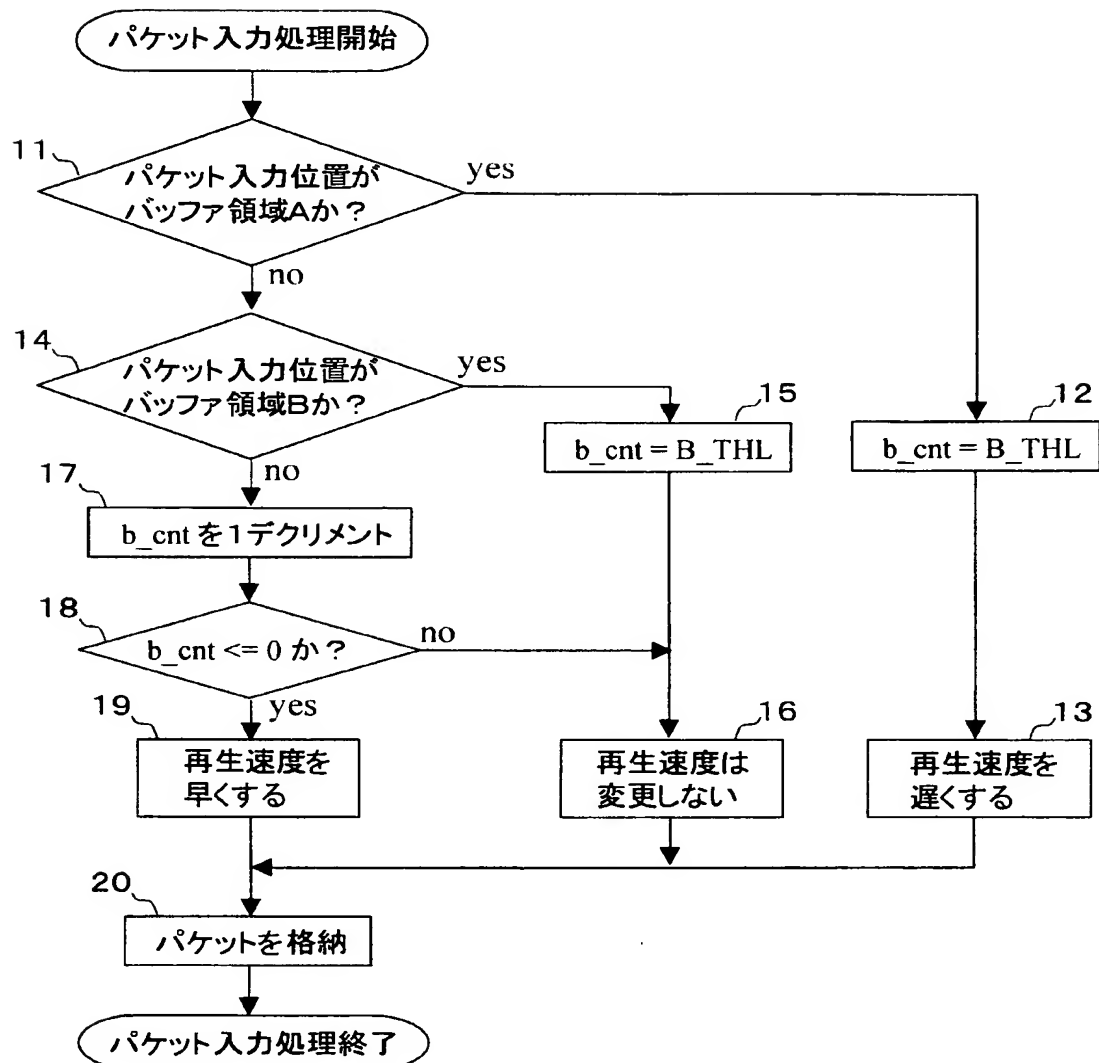 パケット入力処理開始
11
パケット入力位置が
バッファ領域Aか？
yes
no
14
パケット入力位置が
バッファ領域Bか？
yes
no
15
b_cnt = B_THL
12
b_cnt = B_THL
17
b_cnt を1デクリメント
18
b_cnt <= 0 か？
no
yes
19
再生速度を
早くする
16
再生速度は
変更しない
13
再生速度を
遅くする
20
パケットを格納
パケット入力処理終了